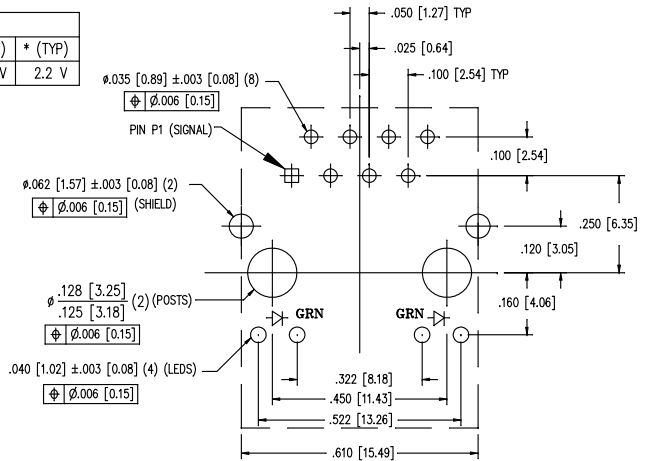 ) * (TYP)
V 2.2 V
.050 [1.27] TYP
.025 [0.64]
.100 [2.54] TYP
ø.035 [0.89] ±.003 [0.08] (8)
⌖ Ø.006 [0.15]
PIN P1 (SIGNAL)
.100 [2.54]
ø.062 [1.57] ±.003 [0.08] (2)
⌖ Ø.006 [0.15] (SHIELD)
.250 [6.35]
.120 [3.05]
ø .128 [3.25]
.125 [3.18] (2) (POSTS)
⌖ Ø.006 [0.15]
.160 [4.06]
GRN GRN
.040 [1.02] ±.003 [0.08] (4) (LEDS)
⌖ Ø.006 [0.15]
.322 [8.18]
.450 [11.43]
.522 [13.26]
.610 [15.49]